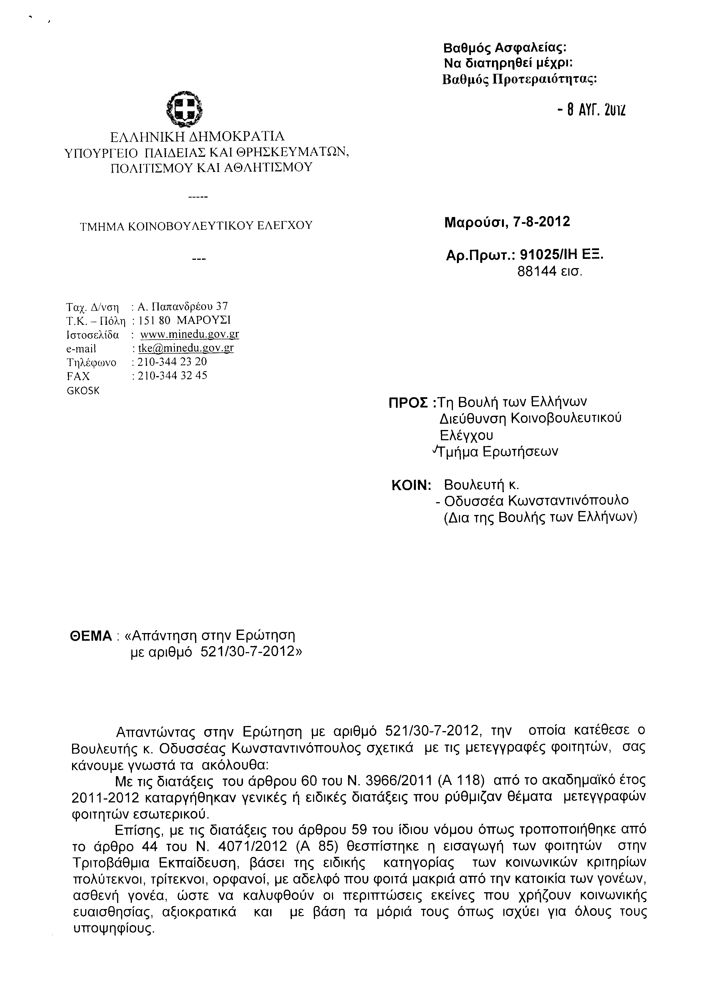 Βαθμός Ασφαλείας:
Να διατηρηθεί μέχρι:
Βαθμός Προτεραιότητας:
- 8 ΑΥΓ. 2012
ΕΛΛΗΝΙΚΗ ΔΗΜΟΚΡΑΤΙΑ
ΥΠΟΥΡΓΕΙΟ ΠΑΙΔΕΙΑΣ ΚΑΙ ΘΡΗΣΚΕΥΜΑΤΩΝ,
ΠΟΛΙΤΙΣΜΟΥ ΚΑΙ ΑΘΛΗΤΙΣΜΟΥ
-----
ΤΜΗΜΑ ΚΟΙΝΟΒΟΥΛΕΥΤΙΚΟΥ ΕΛΕΓΧΟΥ
---
Μαρούσι, 7-8-2012
Αρ.Πρωτ.: 91025/ΙΗ ΕΞ.
88144 εισ.
Ταχ. Δ/νση : Α. Παπανδρέου 37
Τ.Κ. – Πόλη : 151 80 ΜΑΡΟΥΣΙ
Ιστοσελίδα : www.minedu.gov.gr
e-mail : tke@minedu.gov.gr
Τηλέφωνο : 210-344 23 20
FAX : 210-344 32 45
GKOSK
ΠΡΟΣ :Τη Βουλή των Ελλήνων
Διεύθυνση Κοινοβουλευτικού
Ελέγχου
√Τμήμα Ερωτήσεων
ΚΟΙΝ: Βουλευτή κ.
- Οδυσσέα Κωνσταντινόπουλο
(Δια της Βουλής των Ελλήνων)
ΘΕΜΑ : «Απάντηση στην Ερώτηση
με αριθμό 521/30-7-2012»
Απαντώντας στην Ερώτηση με αριθμό 521/30-7-2012, την οποία κατέθεσε ο
Βουλευτής κ. Οδυσσέας Κωνσταντινόπουλος σχετικά με τις μετεγγραφές φοιτητών, σας
κάνουμε γνωστά τα ακόλουθα:
Με τις διατάξεις του άρθρου 60 του Ν. 3966/2011 (Α 118) από το ακαδημαϊκό έτος
2011-2012 καταργήθηκαν γενικές ή ειδικές διατάξεις που ρύθμιζαν θέματα μετεγγραφών
φοιτητών εσωτερικού.
Επίσης, με τις διατάξεις του άρθρου 59 του ίδιου νόμου όπως τροποποιήθηκε από
το άρθρο 44 του Ν. 4071/2012 (Α 85) θεσπίστηκε η εισαγωγή των φοιτητών στην
Τριτοβάθμια Εκπαίδευση, βάσει της ειδικής κατηγορίας των κοινωνικών κριτηρίων
πολύτεκνοι, τρίτεκνοι, ορφανοί, με αδελφό που φοιτά μακριά από την κατοικία των γονέων,
ασθενή γονέα, ώστε να καλυφθούν οι περιπτώσεις εκείνες που χρήζουν κοινωνικής
ευαισθησίας, αξιοκρατικά και με βάση τα μόριά τους όπως ισχύει για όλους τους
υποψηφίους.